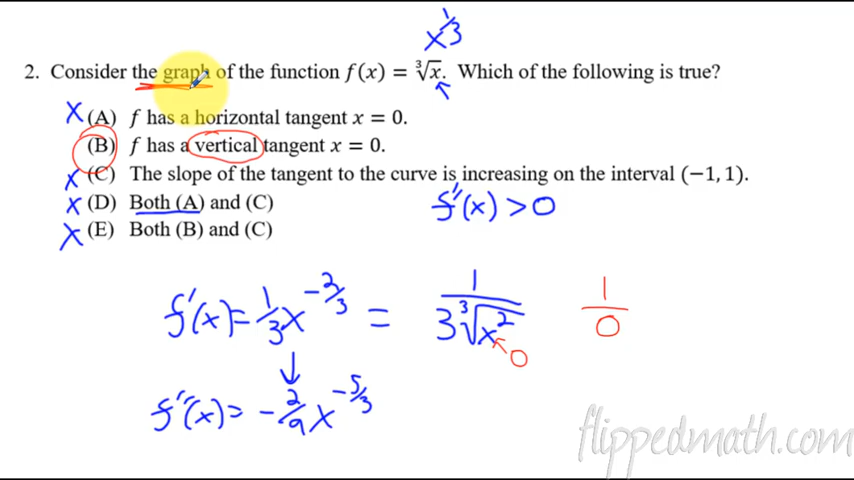 x^1/3
2. Consider the graph of the function f(x) = ∛x. Which of the following is true?
X (A) f has a horizontal tangent x = 0.
(B) f has a vertical tangent x = 0.
X (C) The slope of the tangent to the curve is increasing on the interval (−1, 1).
X (D) Both (A) and (C)
f''(x) > 0
X (E) Both (B) and (C)
f'(x) = 1/3 x^−2/3 = 1/(3∛x²) 1/0
0
f''(x) = −2/9 x^−5/3
flippedmath.com